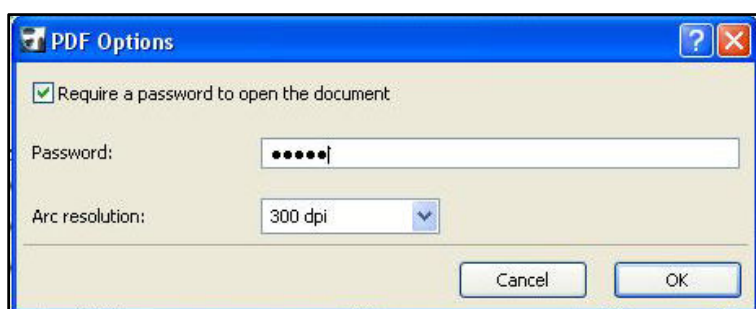 PDF Options
Require a password to open the document
Password: •••••
Arc resolution: 300 dpi
Cancel OK